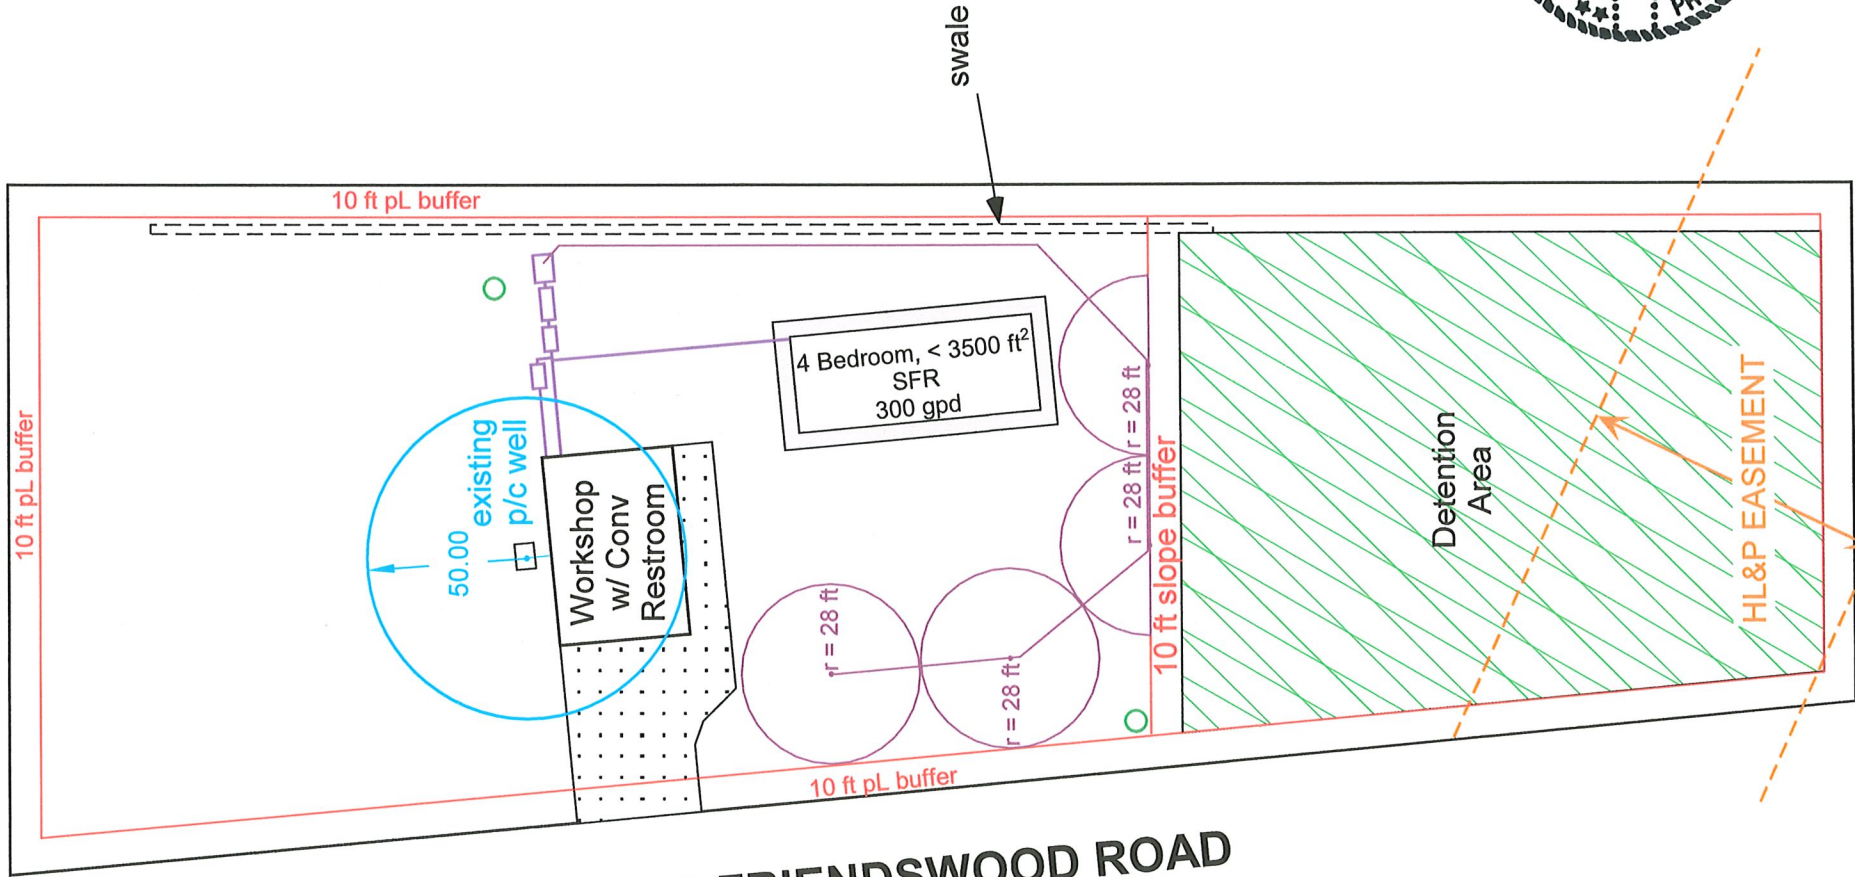 swale
10 ft pL buffer
10 ft pL buffer
existing
p/c well
50.00
Workshop
w/ Conv
Restroom
4 Bedroom, < 3500 ft²
SFR
300 gpd
r = 28 ft
r = 28 ft
r = 28 ft
r = 28 ft
10 ft slope buffer
10 ft pL buffer
Detention
Area
HL&P EASEMENT
FRIENDSWOOD ROAD